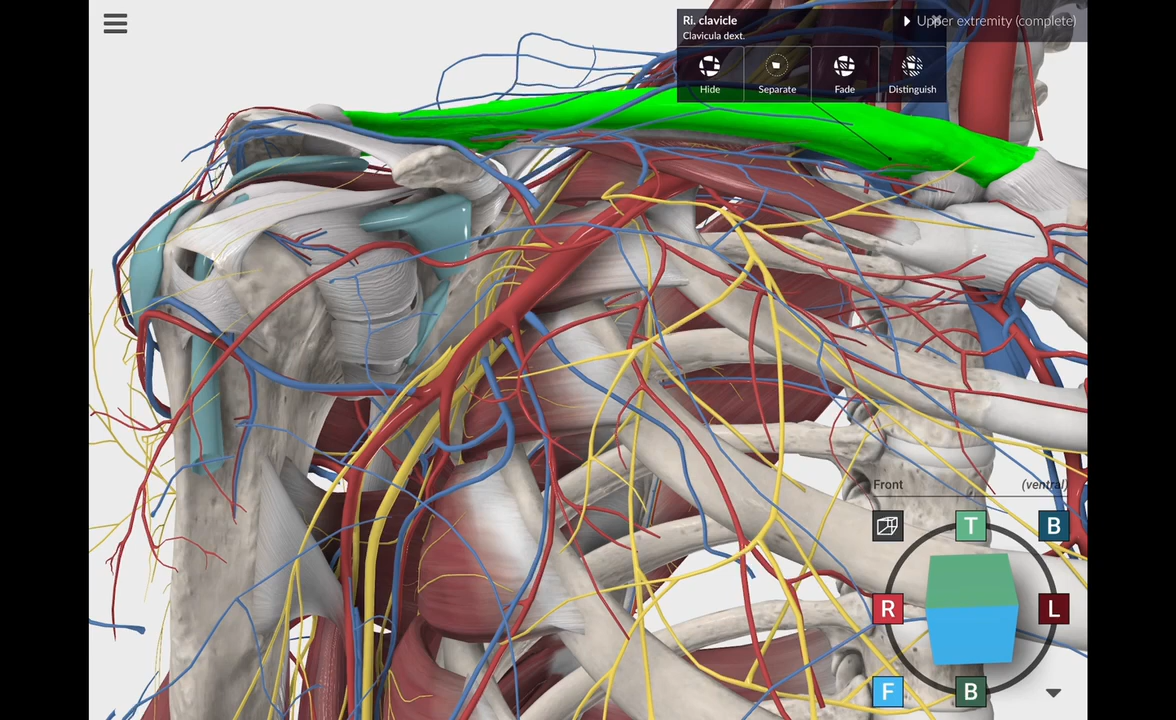 Ri. clavicle
Clavicula dext.
Upper extremity (complete)
Hide
Separate
Fade
Distinguish
Front
(ventral)
T
B
R
L
F
B